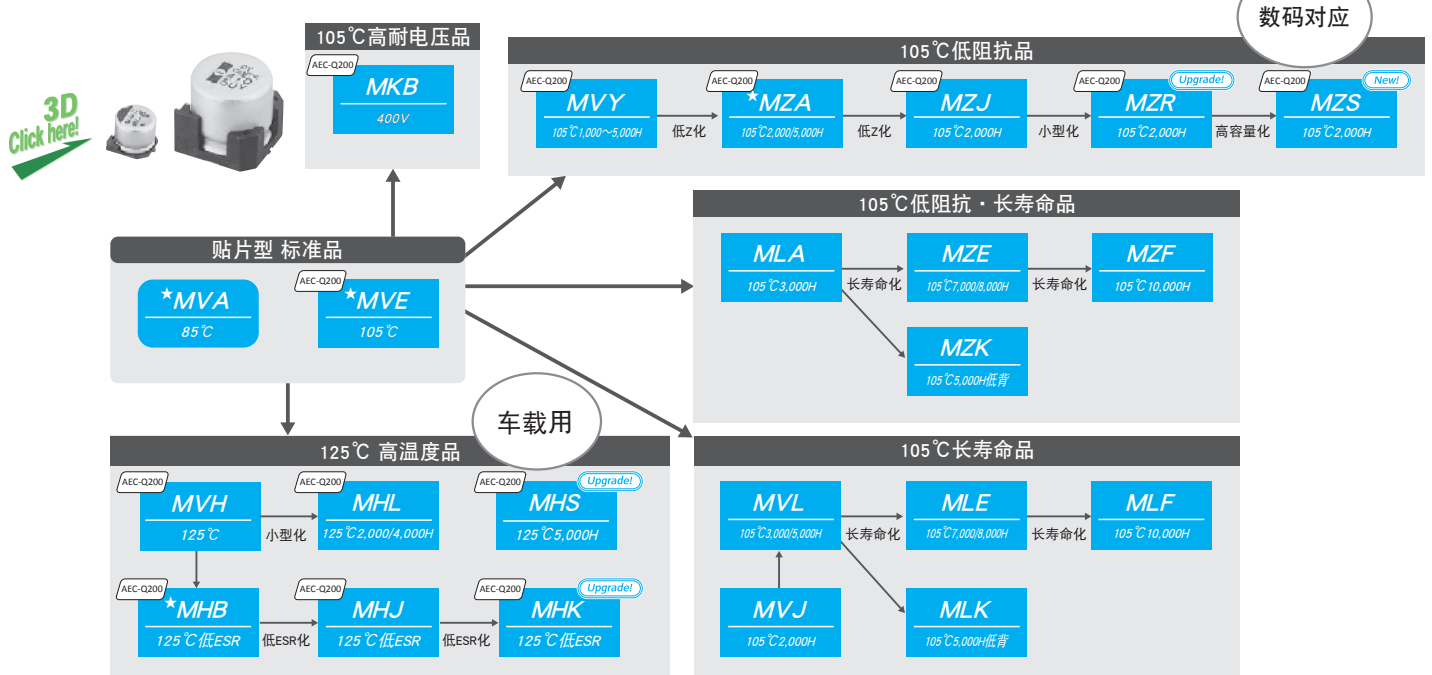 数码对应
105℃高耐电压品
AEC-Q200
MKB
400V
3D
Click here!
105℃低阻抗品
AEC-Q200
MVY
105℃1,000～5,000H
低Z化
AEC-Q200
★MZA
105℃2,000/5,000H
低Z化
AEC-Q200
MZJ
105℃2,000H
小型化
AEC-Q200
Upgrade!
MZR
105℃2,000H
高容量化
AEC-Q200
New!
MZS
105℃2,000H
贴片型 标准品
★MVA
85℃
AEC-Q200
★MVE
105℃
105℃低阻抗・长寿命品
MLA
105℃3,000H
长寿命化
MZE
105℃7,000/8,000H
长寿命化
MZF
105℃10,000H
MZK
105℃5,000H低背
车载用
125℃ 高温度品
AEC-Q200
MVH
125℃
小型化
AEC-Q200
MHL
125℃2,000/4,000H
AEC-Q200
Upgrade!
MHS
125℃5,000H
AEC-Q200
★MHB
125℃低ESR
低ESR化
AEC-Q200
MHJ
125℃低ESR
低ESR化
AEC-Q200
Upgrade!
MHK
125℃低ESR
105℃长寿命品
MVL
105℃3,000/5,000H
长寿命化
MLE
105℃7,000/8,000H
长寿命化
MLF
105℃10,000H
MVJ
105℃2,000H
MLK
105℃5,000H低背